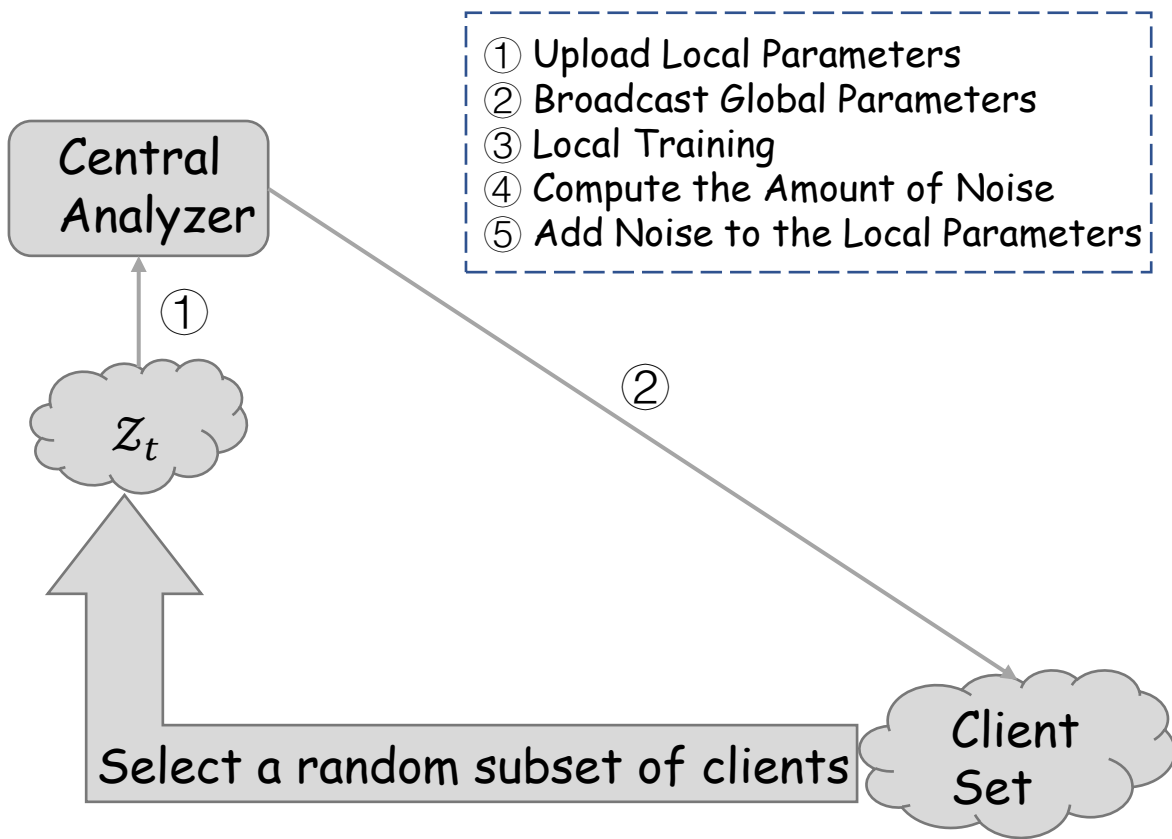 ① Upload Local Parameters
② Broadcast Global Parameters
③ Local Training
④ Compute the Amount of Noise
⑤ Add Noise to the Local Parameters
Central
Analyzer
①
②
𝒵ₜ
Client
Set
Select a random subset of clients